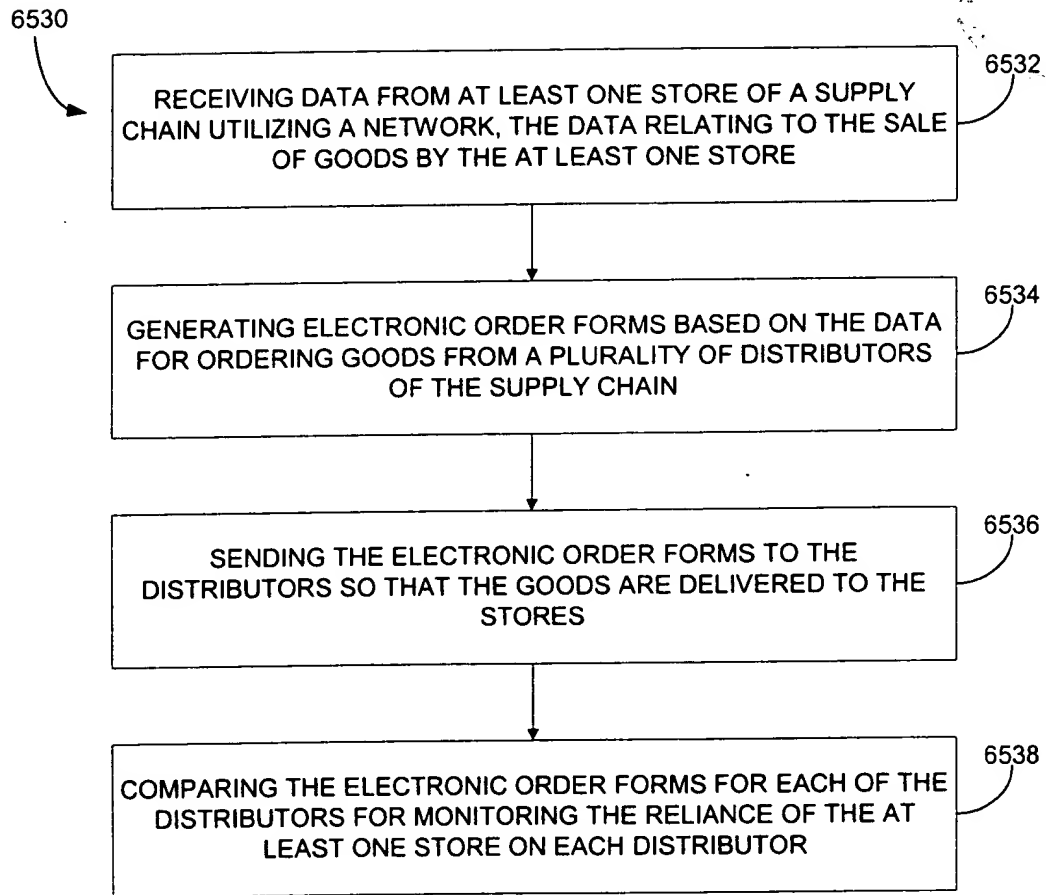 6530
6532
RECEIVING DATA FROM AT LEAST ONE STORE OF A SUPPLY
CHAIN UTILIZING A NETWORK, THE DATA RELATING TO THE SALE
OF GOODS BY THE AT LEAST ONE STORE
6534
GENERATING ELECTRONIC ORDER FORMS BASED ON THE DATA
FOR ORDERING GOODS FROM A PLURALITY OF DISTRIBUTORS
OF THE SUPPLY CHAIN
6536
SENDING THE ELECTRONIC ORDER FORMS TO THE
DISTRIBUTORS SO THAT THE GOODS ARE DELIVERED TO THE
STORES
6538
COMPARING THE ELECTRONIC ORDER FORMS FOR EACH OF THE
DISTRIBUTORS FOR MONITORING THE RELIANCE OF THE AT
LEAST ONE STORE ON EACH DISTRIBUTOR